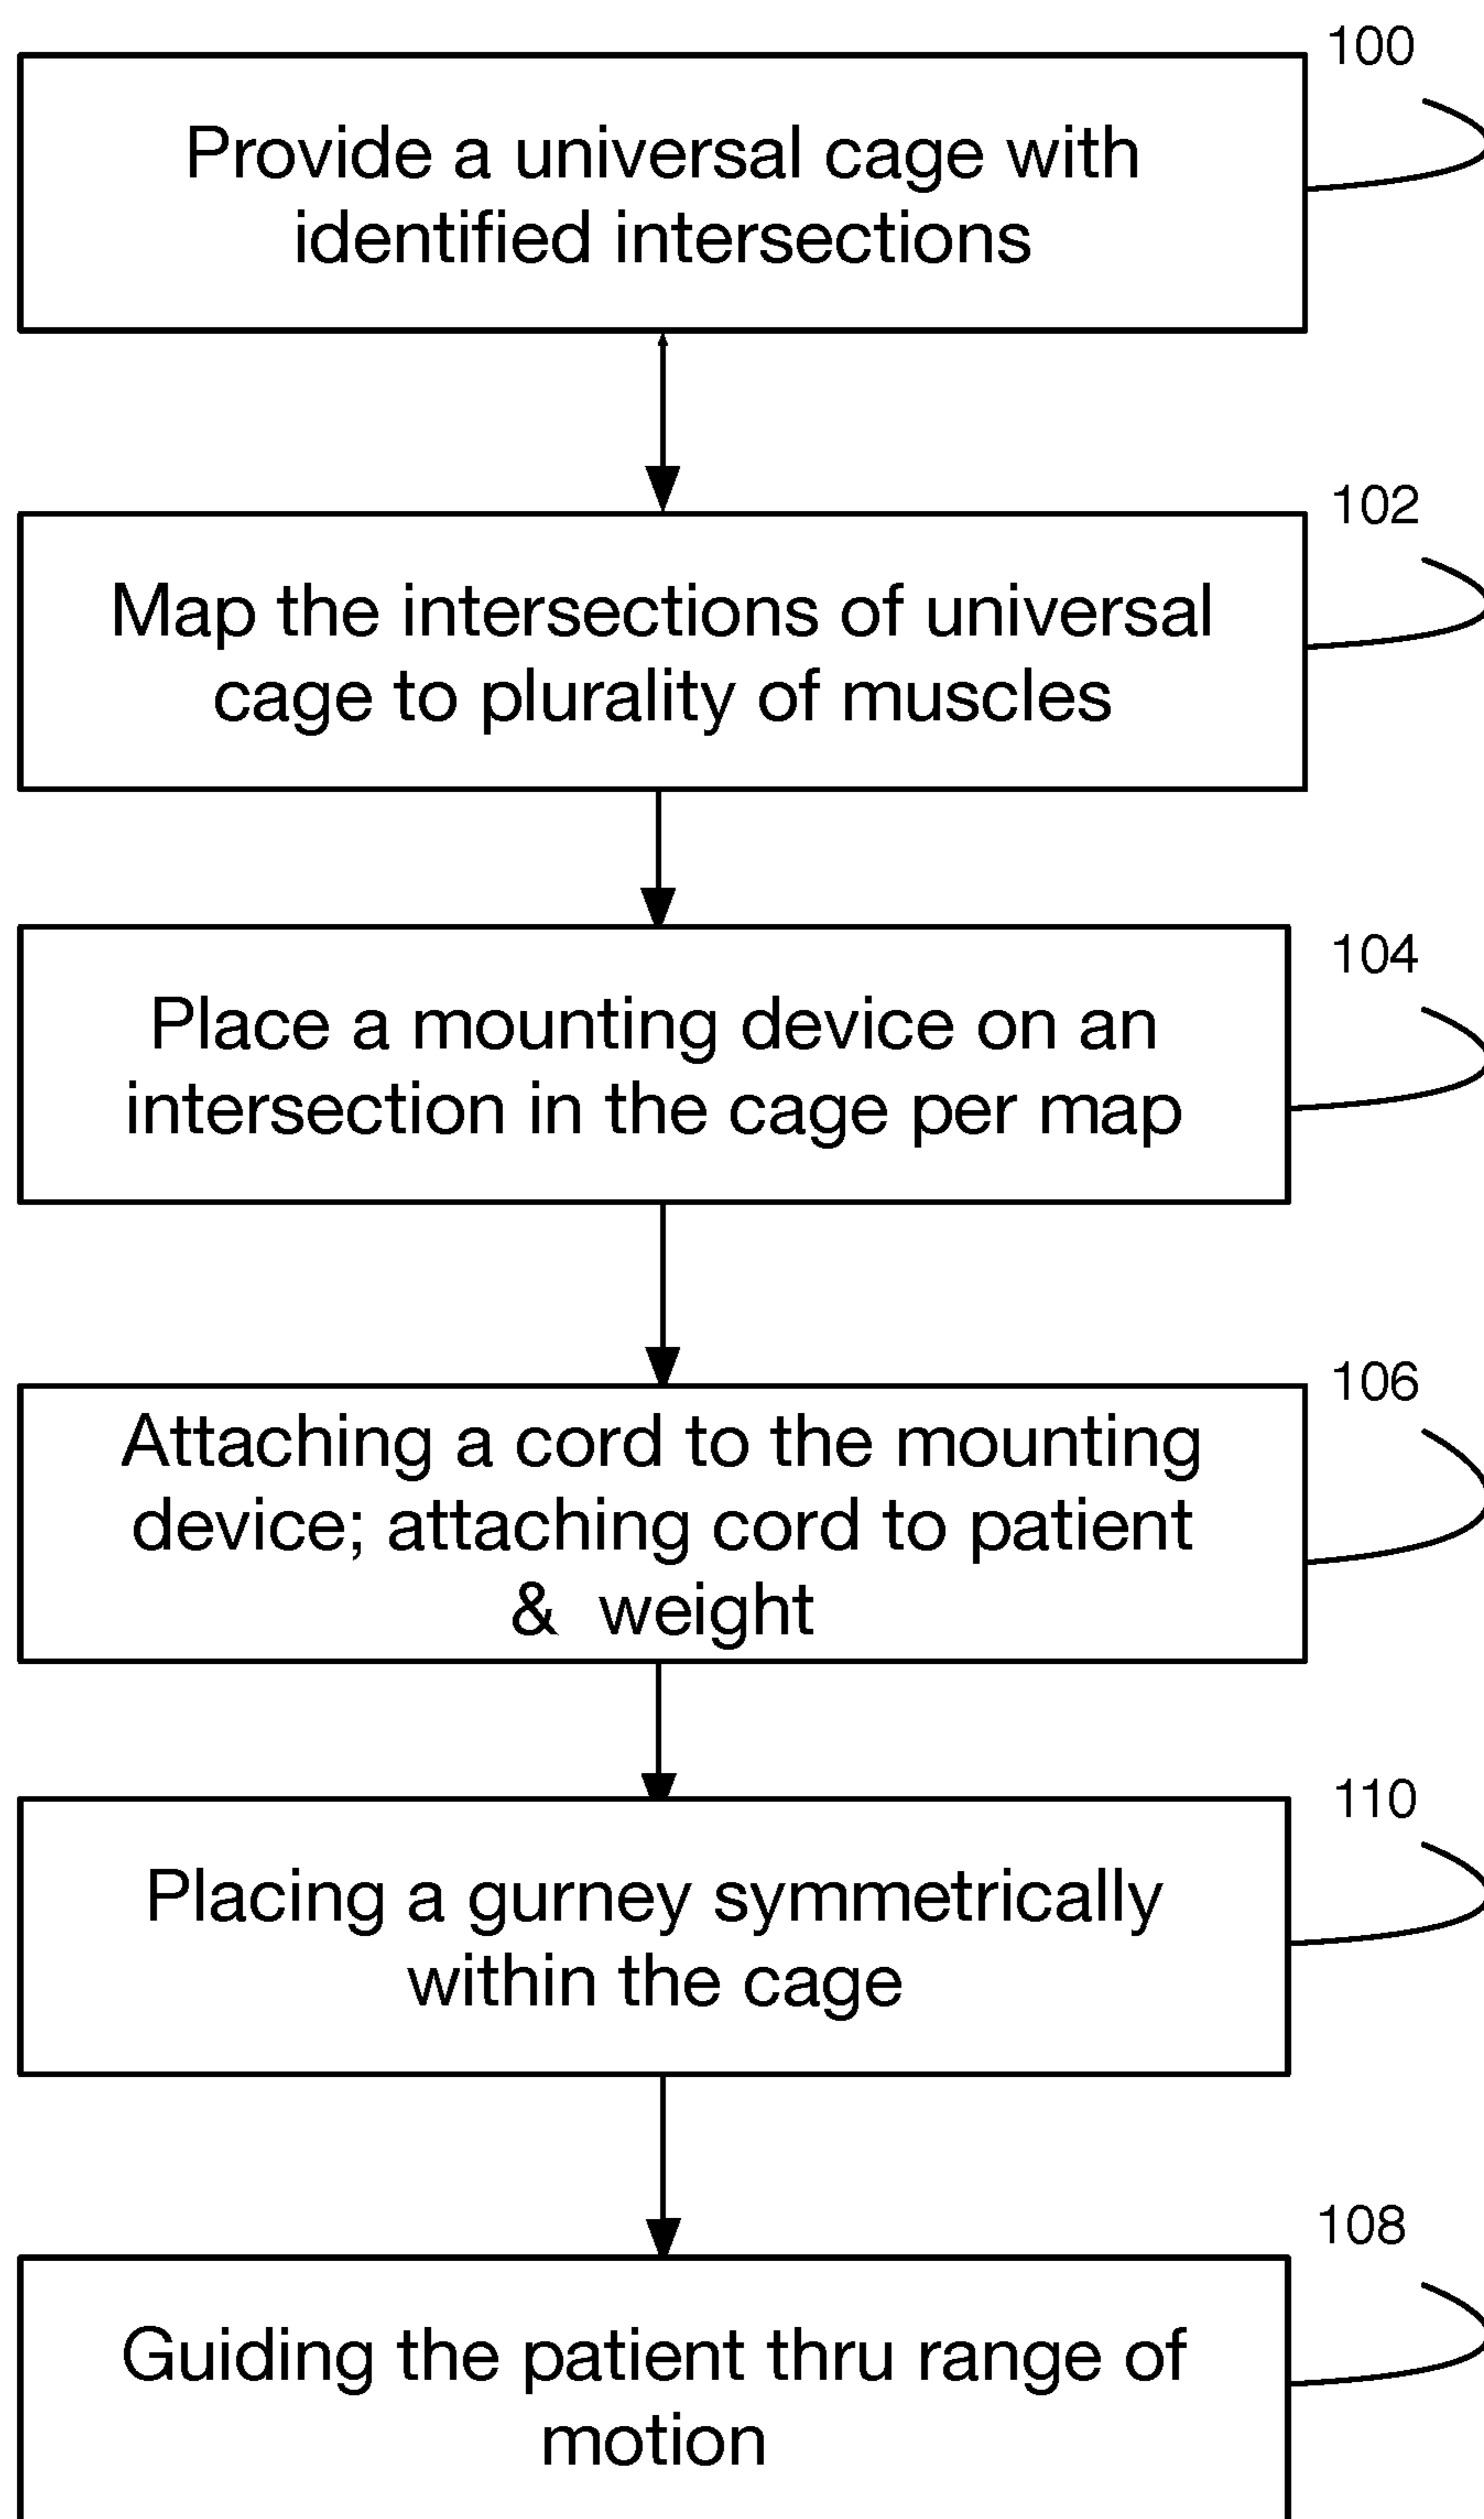 100
Provide a universal cage with
identified intersections
102
Map the intersections of universal
cage to plurality of muscles
104
Place a mounting device on an
intersection in the cage per map
106
Attaching a cord to the mounting
device; attaching cord to patient
& weight
110
Placing a gurney symmetrically
within the cage
108
Guiding the patient thru range of
motion